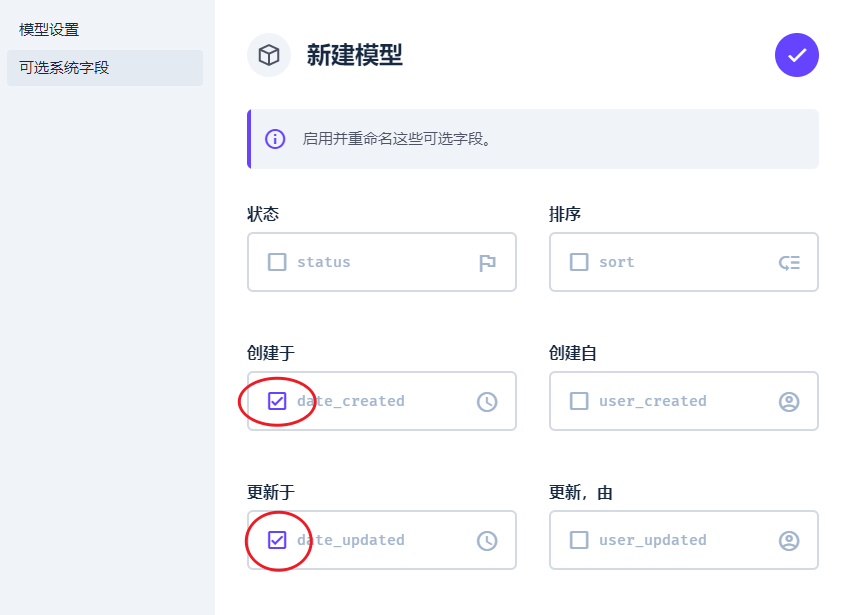 模型设置
可选系统字段
新建模型
启用并重命名这些可选字段。
状态
排序
status
sort
创建于
创建自
date_created
user_created
更新于
更新，由
date_updated
user_updated